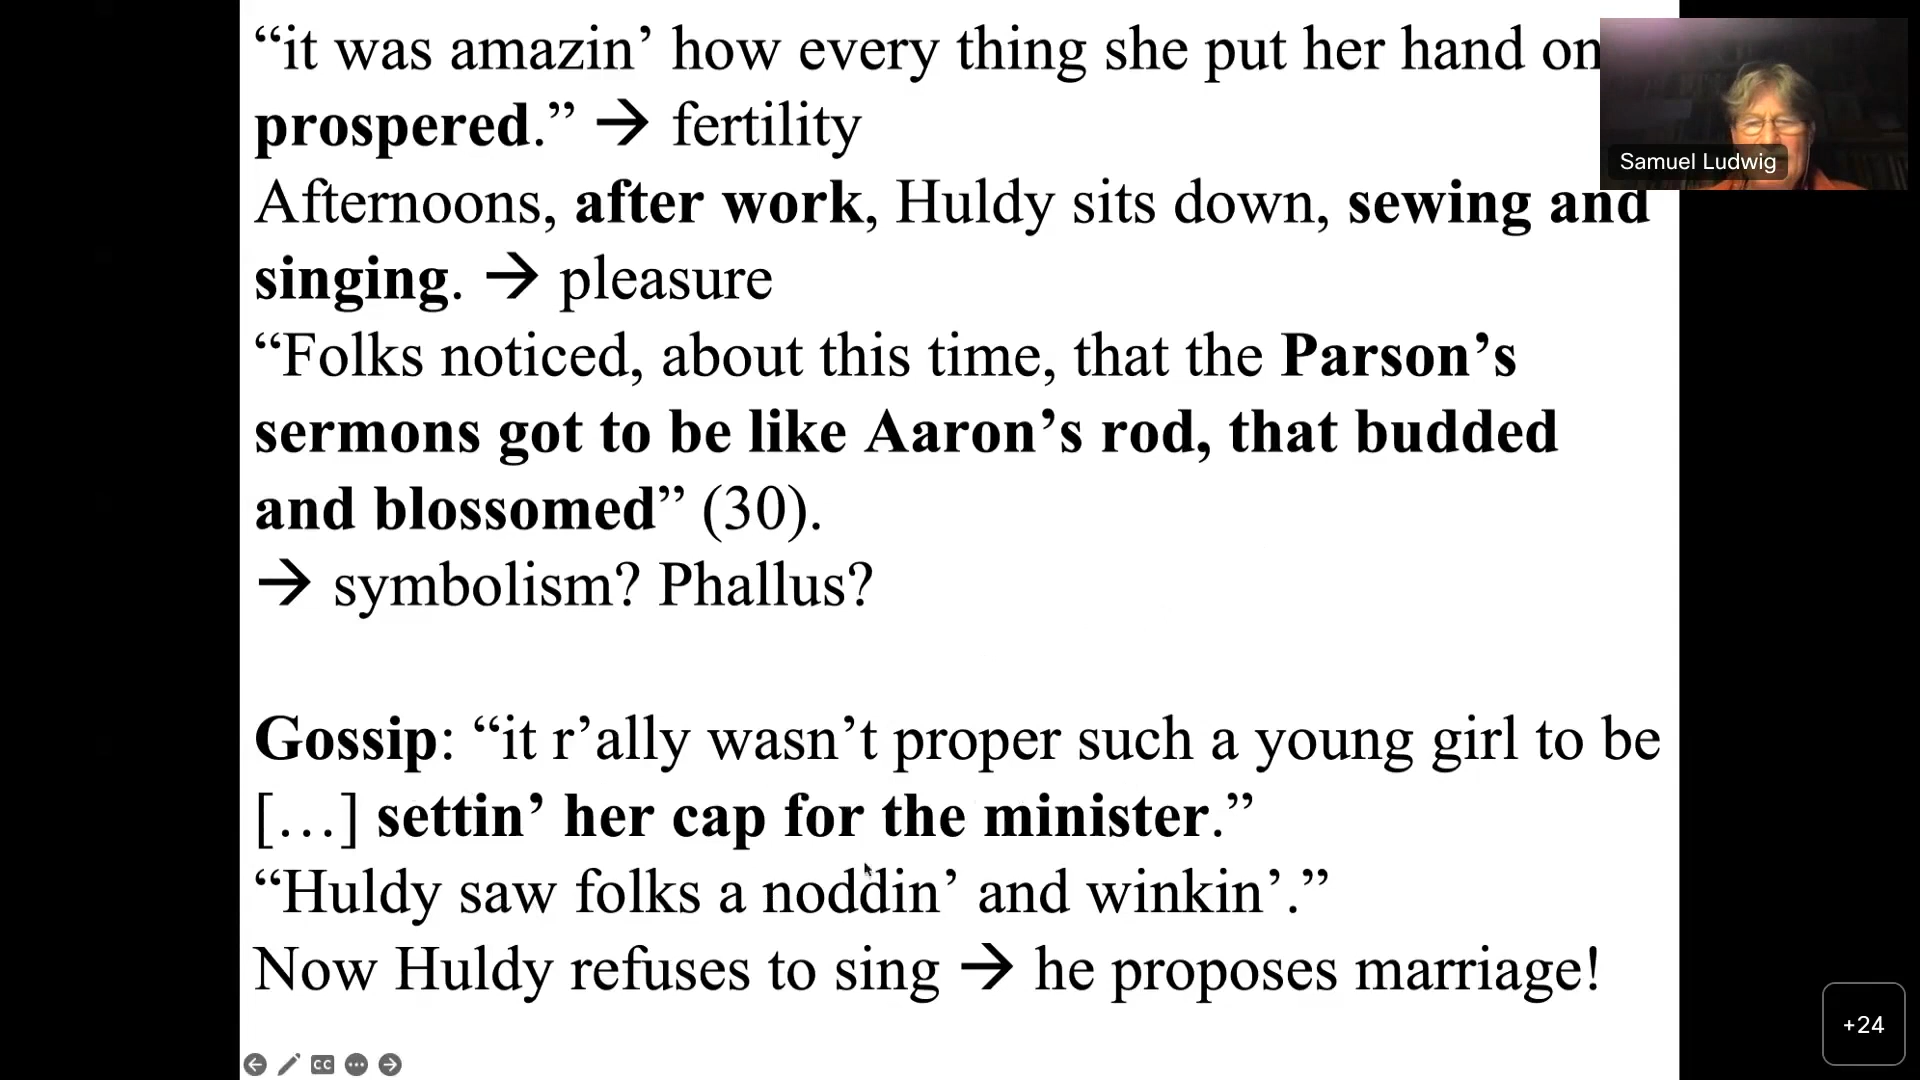 “it was amazin’ how every thing she put her hand on
prospered.” → fertility
Afternoons, after work, Huldy sits down, sewing and
singing. → pleasure
“Folks noticed, about this time, that the Parson’s
sermons got to be like Aaron’s rod, that budded
and blossomed” (30).
→ symbolism? Phallus?
Gossip: “it r’ally wasn’t proper such a young girl to be
[…] settin’ her cap for the minister.”
“Huldy saw folks a noddin’ and winkin’.”
Now Huldy refuses to sing → he proposes marriage!
Samuel Ludwig
+24
CC